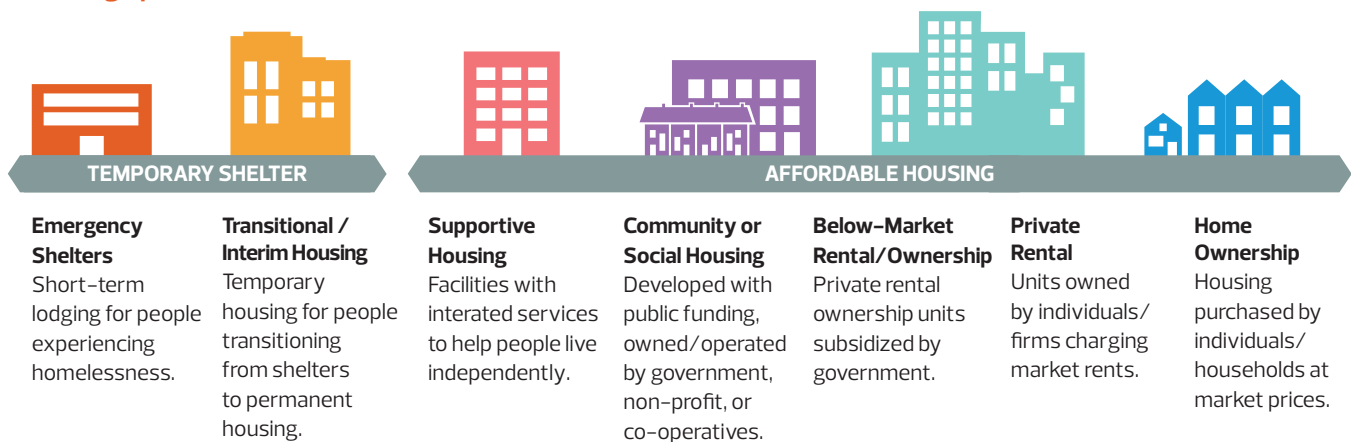 TEMPORARY SHELTER
AFFORDABLE HOUSING
Emergency
Shelters
Short-term
lodging for people
experiencing
homelessness.
Transitional /
Interim Housing
Temporary
housing for people
transitioning
from shelters
to permanent
housing.
Supportive
Housing
Facilities with
interated services
to help people live
independently.
Community or
Social Housing
Developed with
public funding,
owned/operated
by government,
non-profit, or
co-operatives.
Below-Market
Rental/Ownership
Private rental
ownership units
subsidized by
government.
Private
Rental
Units owned
by individuals/
firms charging
market rents.
Home
Ownership
Housing
purchased by
individuals/
households at
market prices.